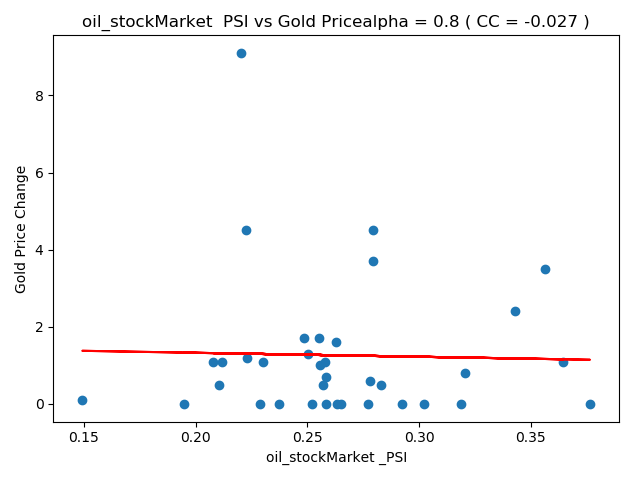 oil_stockMarket  PSI vs Gold Pricealpha = 0.8 ( CC = -0.027 )
Gold Price Change
8
6
4
2
0
0.15 0.20 0.25 0.30 0.35
oil_stockMarket _PSI